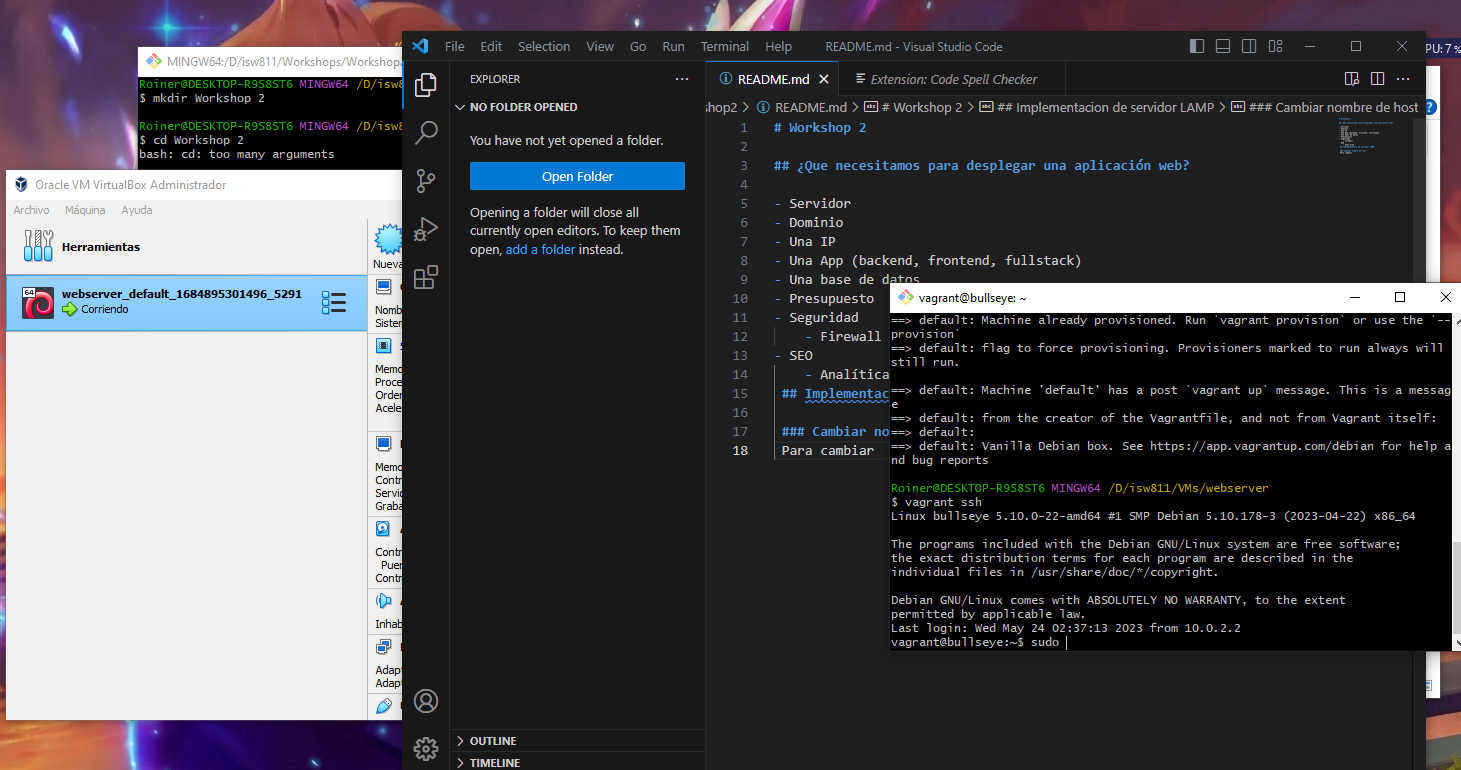 MINGW64:/D/isw811/Workshops/Workshop
Roiner@DESKTOP-R9S8ST6 MINGW64 /D/isw8
$ mkdir Workshop 2
Roiner@DESKTOP-R9S8ST6 MINGW64 /D/isw8
$ cd Workshop 2
bash: cd: too many arguments
Oracle VM VirtualBox Administrador
Archivo Máquina Ayuda
Herramientas
Nueva
64
webserver_default_1684895301496_5291
Corriendo
Nomb
Sistem
Memo
Proce
Order
Acele
Memo
Contr
Servic
Graba
Contr
Puer
Contr
Inhab
Adapt
Adapt
File Edit Selection View Go Run Terminal Help
README.md - Visual Studio Code
EXPLORER
NO FOLDER OPENED
You have not yet opened a folder.
Open Folder
Opening a folder will close all
currently open editors. To keep them
open, add a folder instead.
OUTLINE
TIMELINE
README.md
Extension: Code Spell Checker
shop2 > README.md > # Workshop 2 > ## Implementacion de servidor LAMP > ### Cambiar nombre de host
1 # Workshop 2
2
3 ## ¿Que necesitamos para desplegar una aplicación web?
4
5 - Servidor
6 - Dominio
7 - Una IP
8 - Una App (backend, frontend, fullstack)
9 - Una base de datos
10 - Presupuesto
11 - Seguridad
12 - Firewall
13 - SEO
14 - Analítica
15 ## Implementac
16
17 ### Cambiar no
18 Para cambiar
PU: 7 %
vagrant@bullseye: ~
==> default: Machine already provisioned. Run `vagrant provision` or use the `--
provision`
==> default: flag to force provisioning. Provisioners marked to run always will
still run.
==> default: Machine 'default' has a post `vagrant up` message. This is a messag
e
==> default: from the creator of the Vagrantfile, and not from Vagrant itself:
==> default:
==> default: Vanilla Debian box. See https://app.vagrantup.com/debian for help a
nd bug reports
Roiner@DESKTOP-R9S8ST6 MINGW64 /D/isw811/VMs/webserver
$ vagrant ssh
Linux bullseye 5.10.0-22-amd64 #1 SMP Debian 5.10.178-3 (2023-04-22) x86_64
The programs included with the Debian GNU/Linux system are free software;
the exact distribution terms for each program are described in the
individual files in /usr/share/doc/*/copyright.
Debian GNU/Linux comes with ABSOLUTELY NO WARRANTY, to the extent
permitted by applicable law.
Last login: Wed May 24 02:37:13 2023 from 10.0.2.2
vagrant@bullseye:~$ sudo